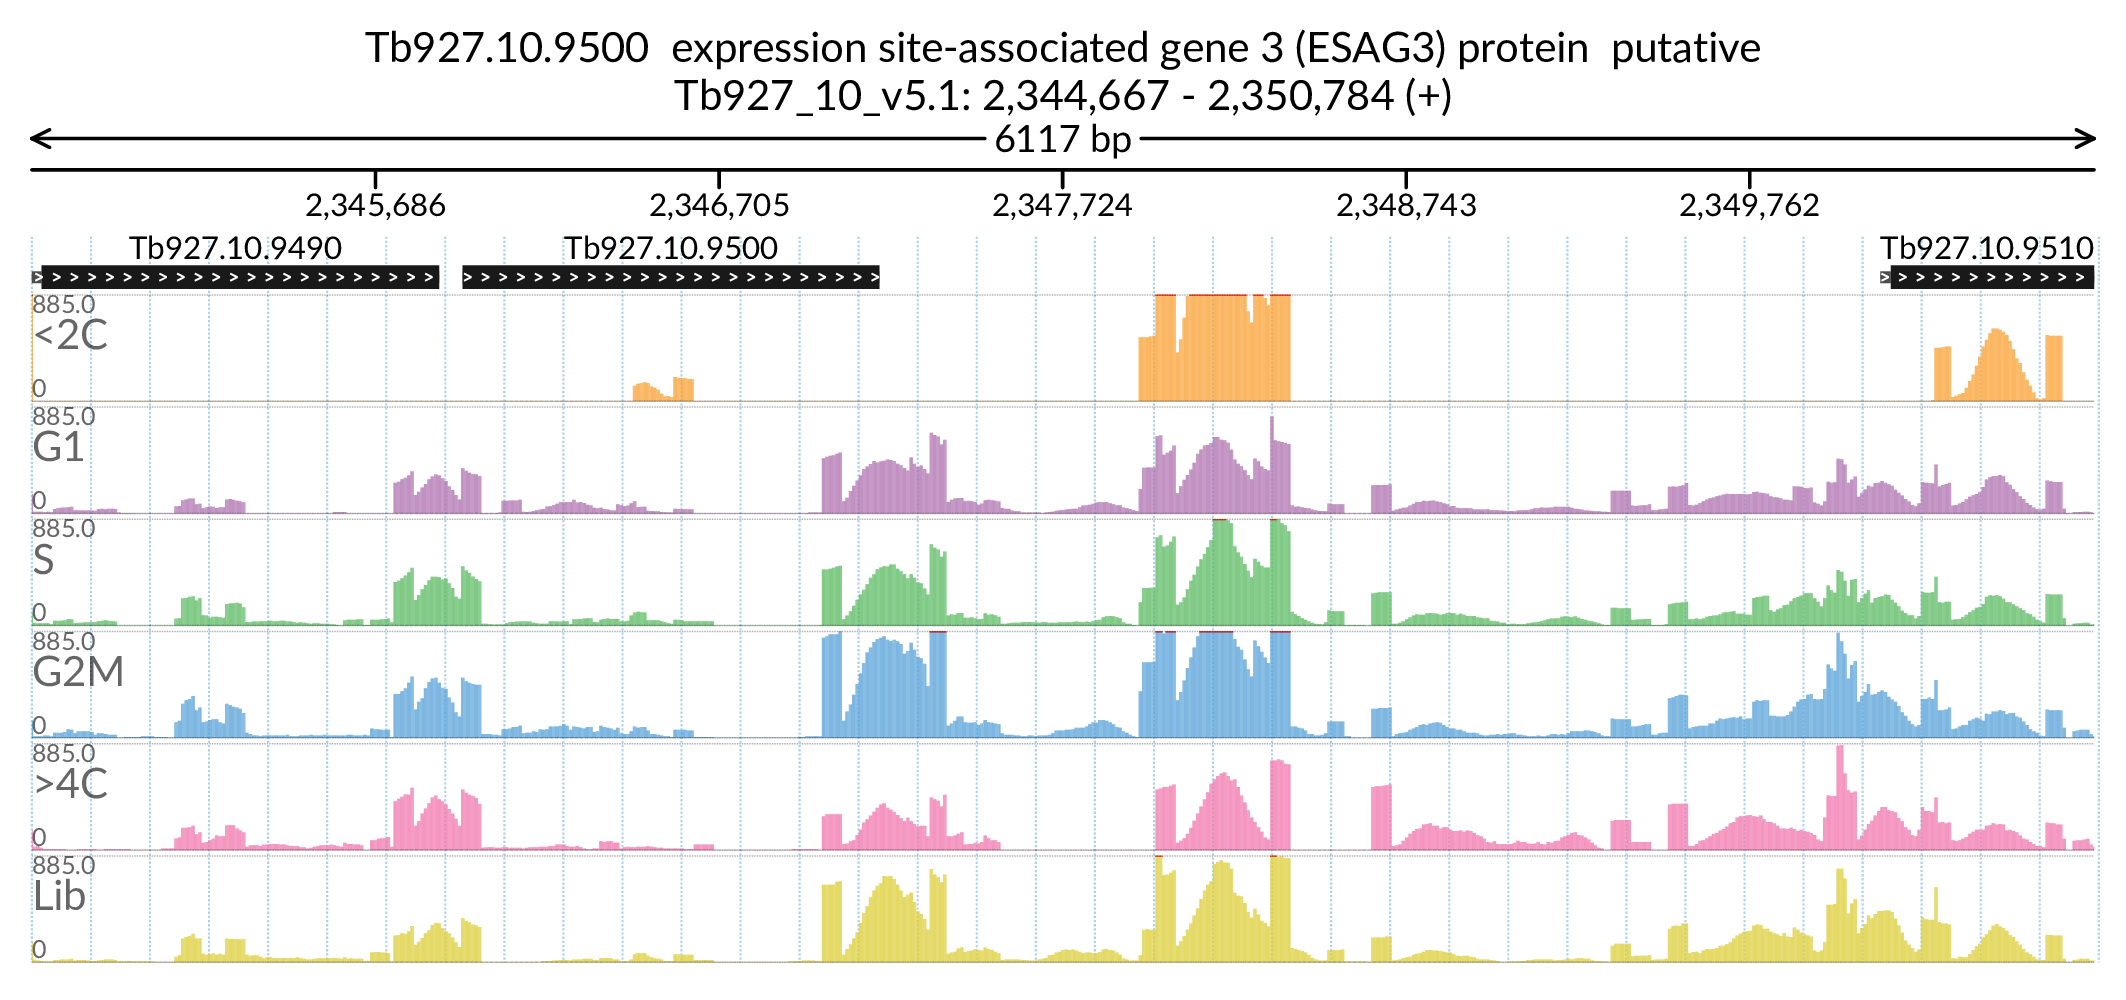 Tb927.10.9500  expression site-associated gene 3 (ESAG3) protein  putative
Tb927_10_v5.1: 2,344,667 - 2,350,784 (+)
6117 bp
2,345,686 2,346,705 2,347,724 2,348,743 2,349,762
Tb927.10.9490 Tb927.10.9500 Tb927.10.9510
885.0
<2C
0
885.0
G1
0
885.0
S
0
885.0
G2M
0
885.0
>4C
0
885.0
Lib
0